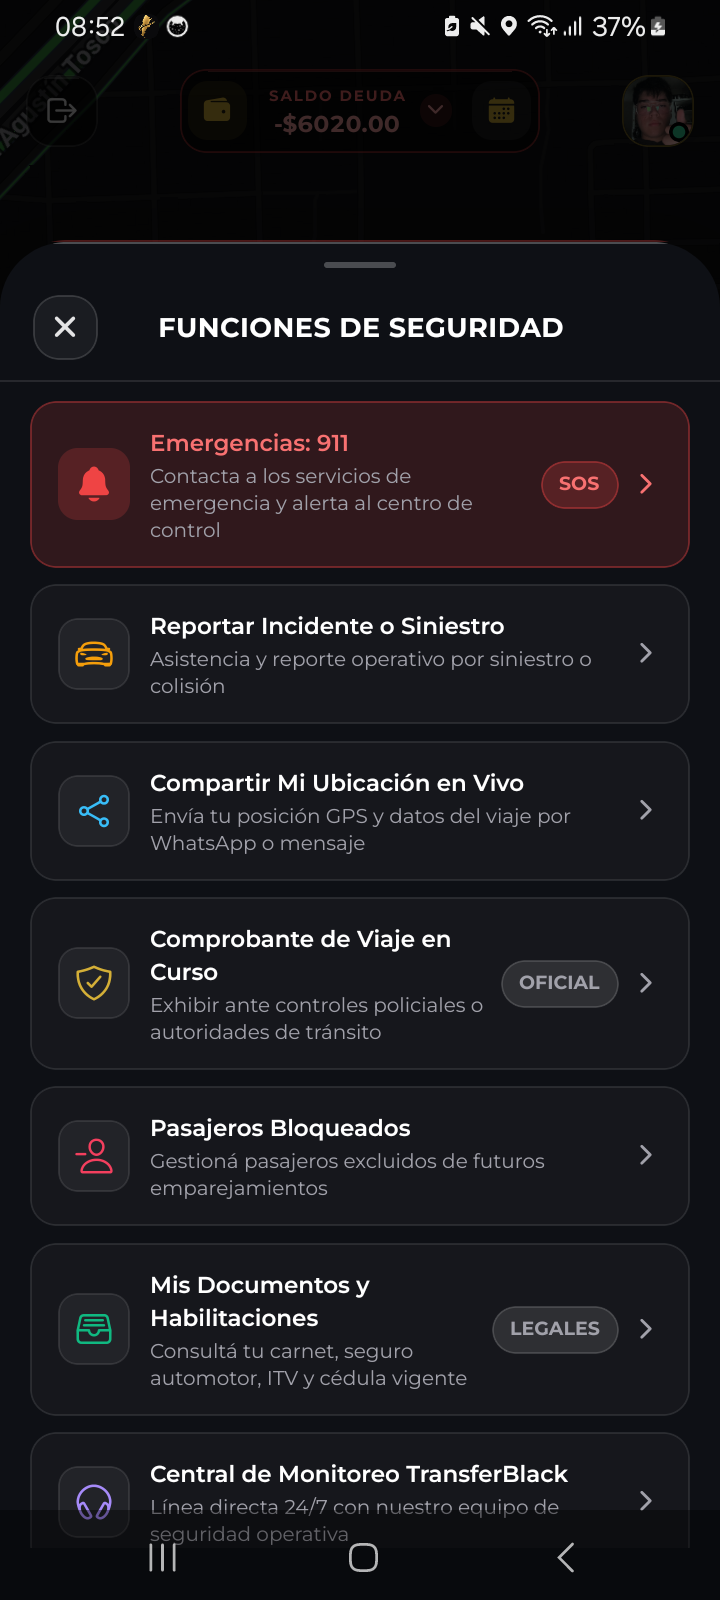 08:52
37%
Agustín Toso
SALDO DEUDA
-$6020.00
FUNCIONES DE SEGURIDAD
Emergencias: 911
Contacta a los servicios de
emergencia y alerta al centro de
control
SOS
Reportar Incidente o Siniestro
Asistencia y reporte operativo por siniestro o
colisión
Compartir Mi Ubicación en Vivo
Envía tu posición GPS y datos del viaje por
WhatsApp o mensaje
Comprobante de Viaje en
Curso
Exhibir ante controles policiales o
autoridades de tránsito
OFICIAL
Pasajeros Bloqueados
Gestioná pasajeros excluidos de futuros
emparejamientos
Mis Documentos y
Habilitaciones
Consultá tu carnet, seguro
automotor, ITV y cédula vigente
LEGALES
Central de Monitoreo TransferBlack
Línea directa 24/7 con nuestro equipo de
seguridad operativa